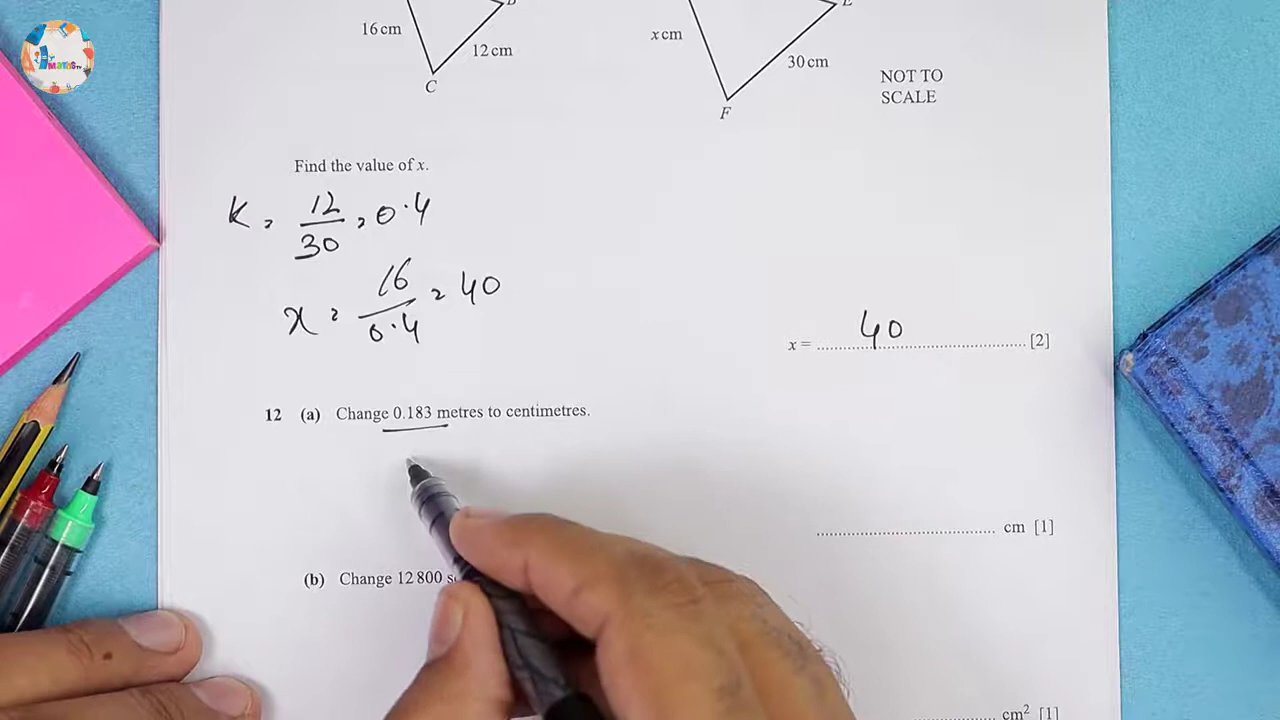 MATHS TV
16 cm
12 cm
C
x cm
E
30 cm
F
NOT TO
SCALE
Find the value of x.
K = 12/30 = 0.4
x = 16/0.4 = 40
x = 40 [2]
12 (a) Change 0.183 metres to centimetres.
cm [1]
(b) Change 12 800 s
cm² [1]